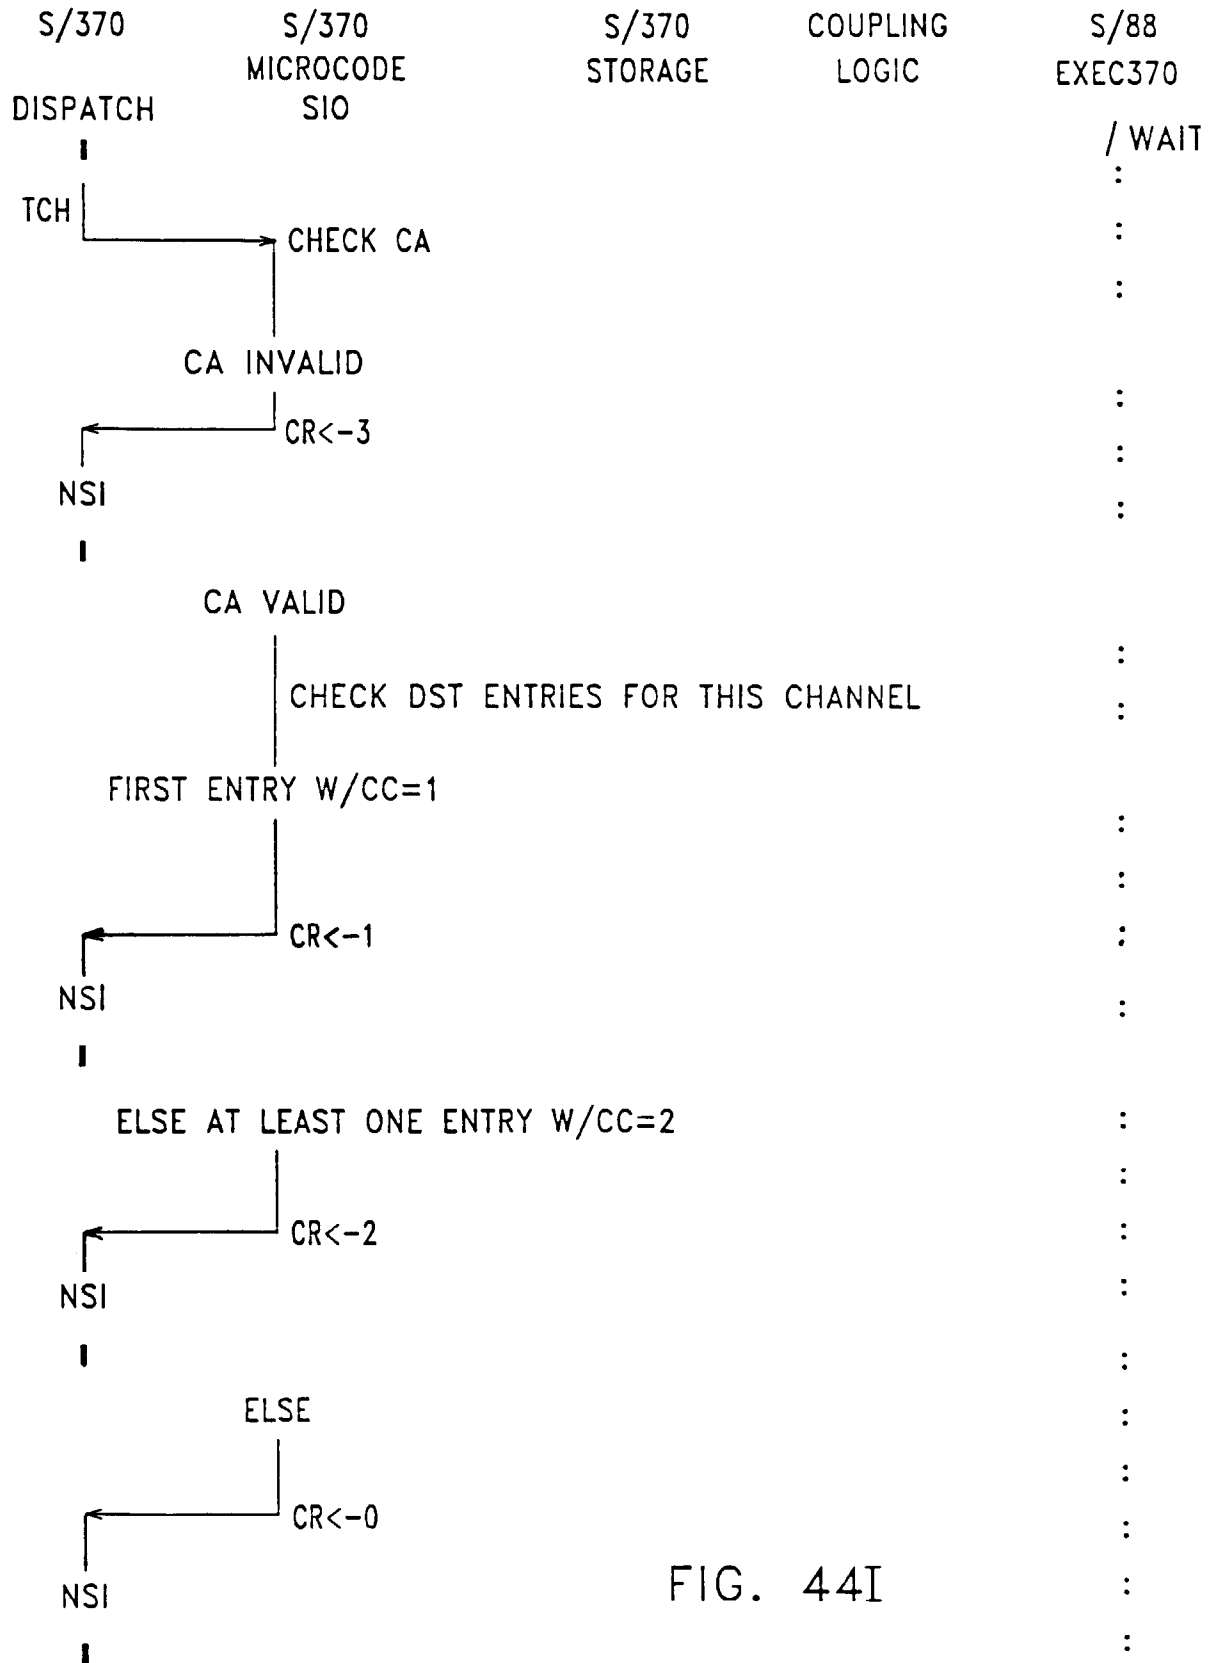 S/370 S/370 S/370 COUPLING S/88
MICROCODE STORAGE LOGIC EXEC370
DISPATCH SIO
/ WAIT
TCH
CHECK CA
CA INVALID
CR<-3
NSI
CA VALID
CHECK DST ENTRIES FOR THIS CHANNEL
FIRST ENTRY W/CC=1
CR<-1
NSI
ELSE AT LEAST ONE ENTRY W/CC=2
CR<-2
NSI
ELSE
CR<-0
NSI
FIG. 44I